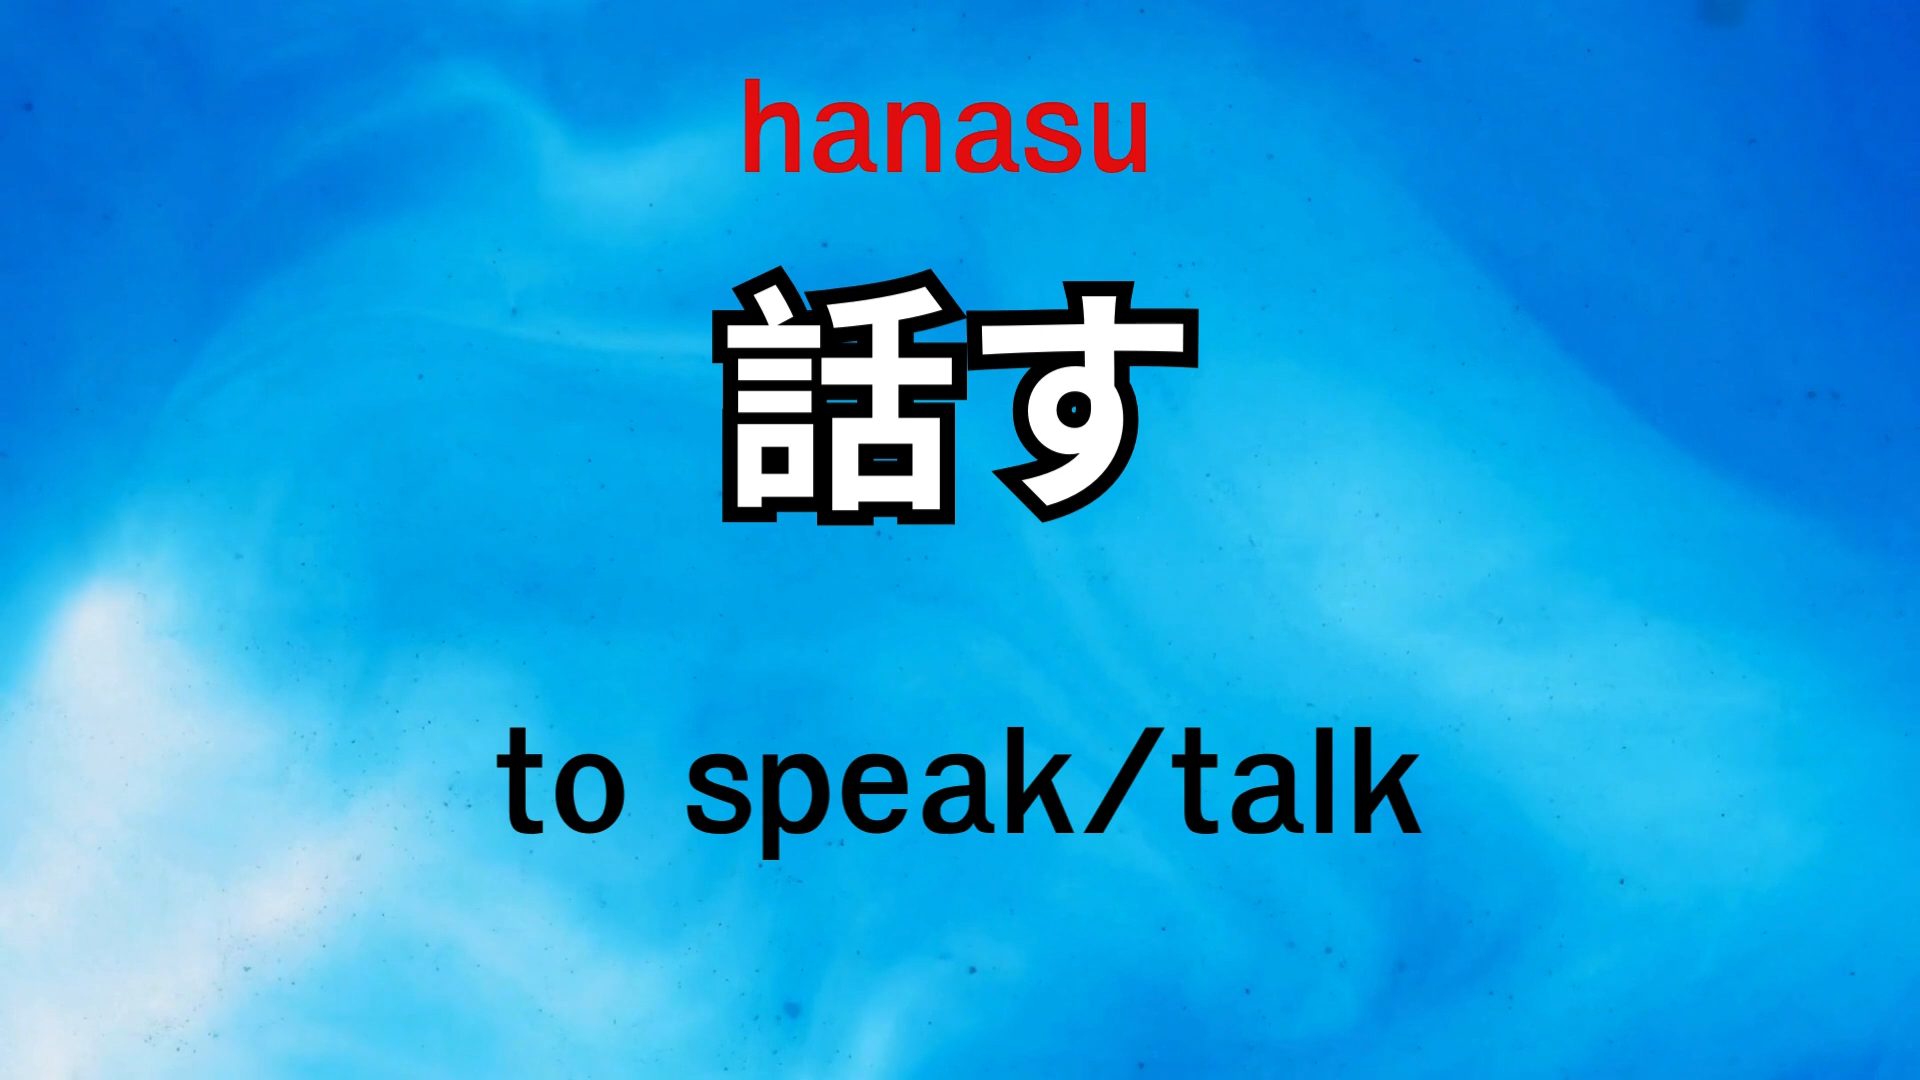 hanasu
話す
to speak/talk